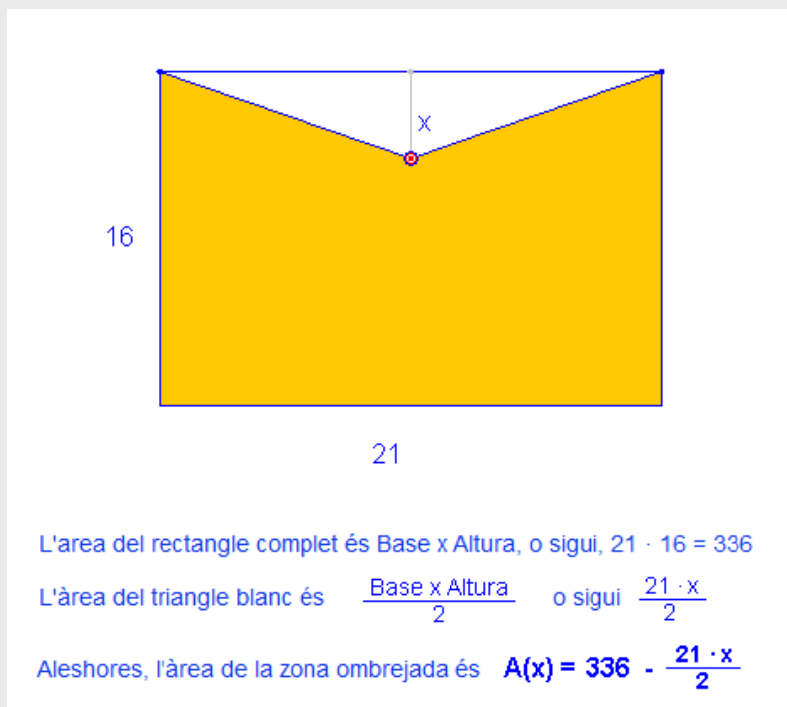 x
16
21
L'area del rectangle complet és Base x Altura, o sigui, 21 · 16 = 336
L'àrea del triangle blanc és Base x Altura / 2 o sigui 21 · x / 2
Aleshores, l'àrea de la zona ombrejada és A(x) = 336 - 21 · x / 2